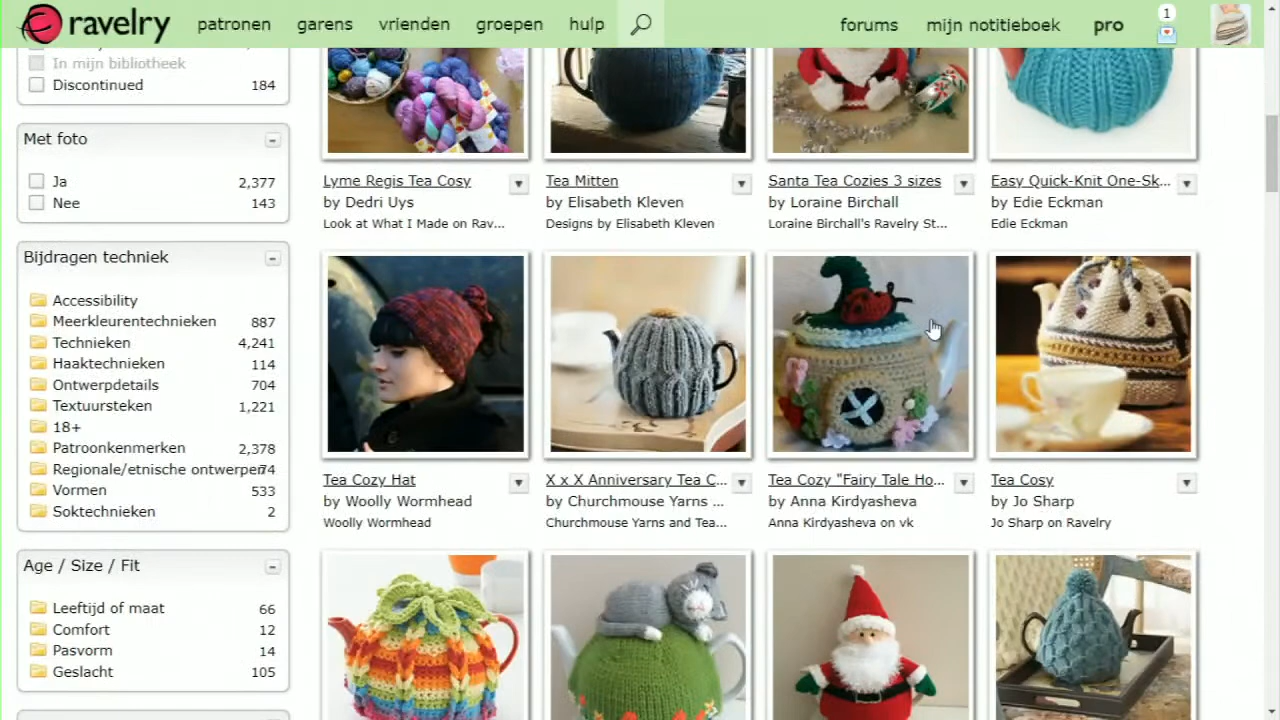 ravelry patronen garens vrienden groepen hulp forums mijn notitieboek pro 1
In mijn bibliotheek
Discontinued 184
Met foto
Ja 2,377
Nee 143
Bijdragen techniek
Accessibility
Meerkleurentechnieken 887
Technieken 4,241
Haaktechnieken 114
Ontwerpdetails 704
Textuursteken 1,221
18+
Patroonkenmerken 2,378
Regionale/etnische ontwerpen 74
Vormen 533
Soktechnieken 2
Age / Size / Fit
Leeftijd of maat 66
Comfort 12
Pasvorm 14
Geslacht 105
Lyme Regis Tea Cosy
by Dedri Uys
Look at What I Made on Rav...
Tea Mitten
by Elisabeth Kleven
Designs by Elisabeth Kleven
Santa Tea Cozies 3 sizes
by Loraine Birchall
Loraine Birchall's Ravelry St...
Easy Quick-Knit One-Sk...
by Edie Eckman
Edie Eckman
Tea Cozy Hat
by Woolly Wormhead
Woolly Wormhead
X x X Anniversary Tea C...
by Churchmouse Yarns ...
Churchmouse Yarns and Tea...
Tea Cozy "Fairy Tale Ho...
by Anna Kirdyasheva
Anna Kirdyasheva on vk
Tea Cosy
by Jo Sharp
Jo Sharp on Ravelry